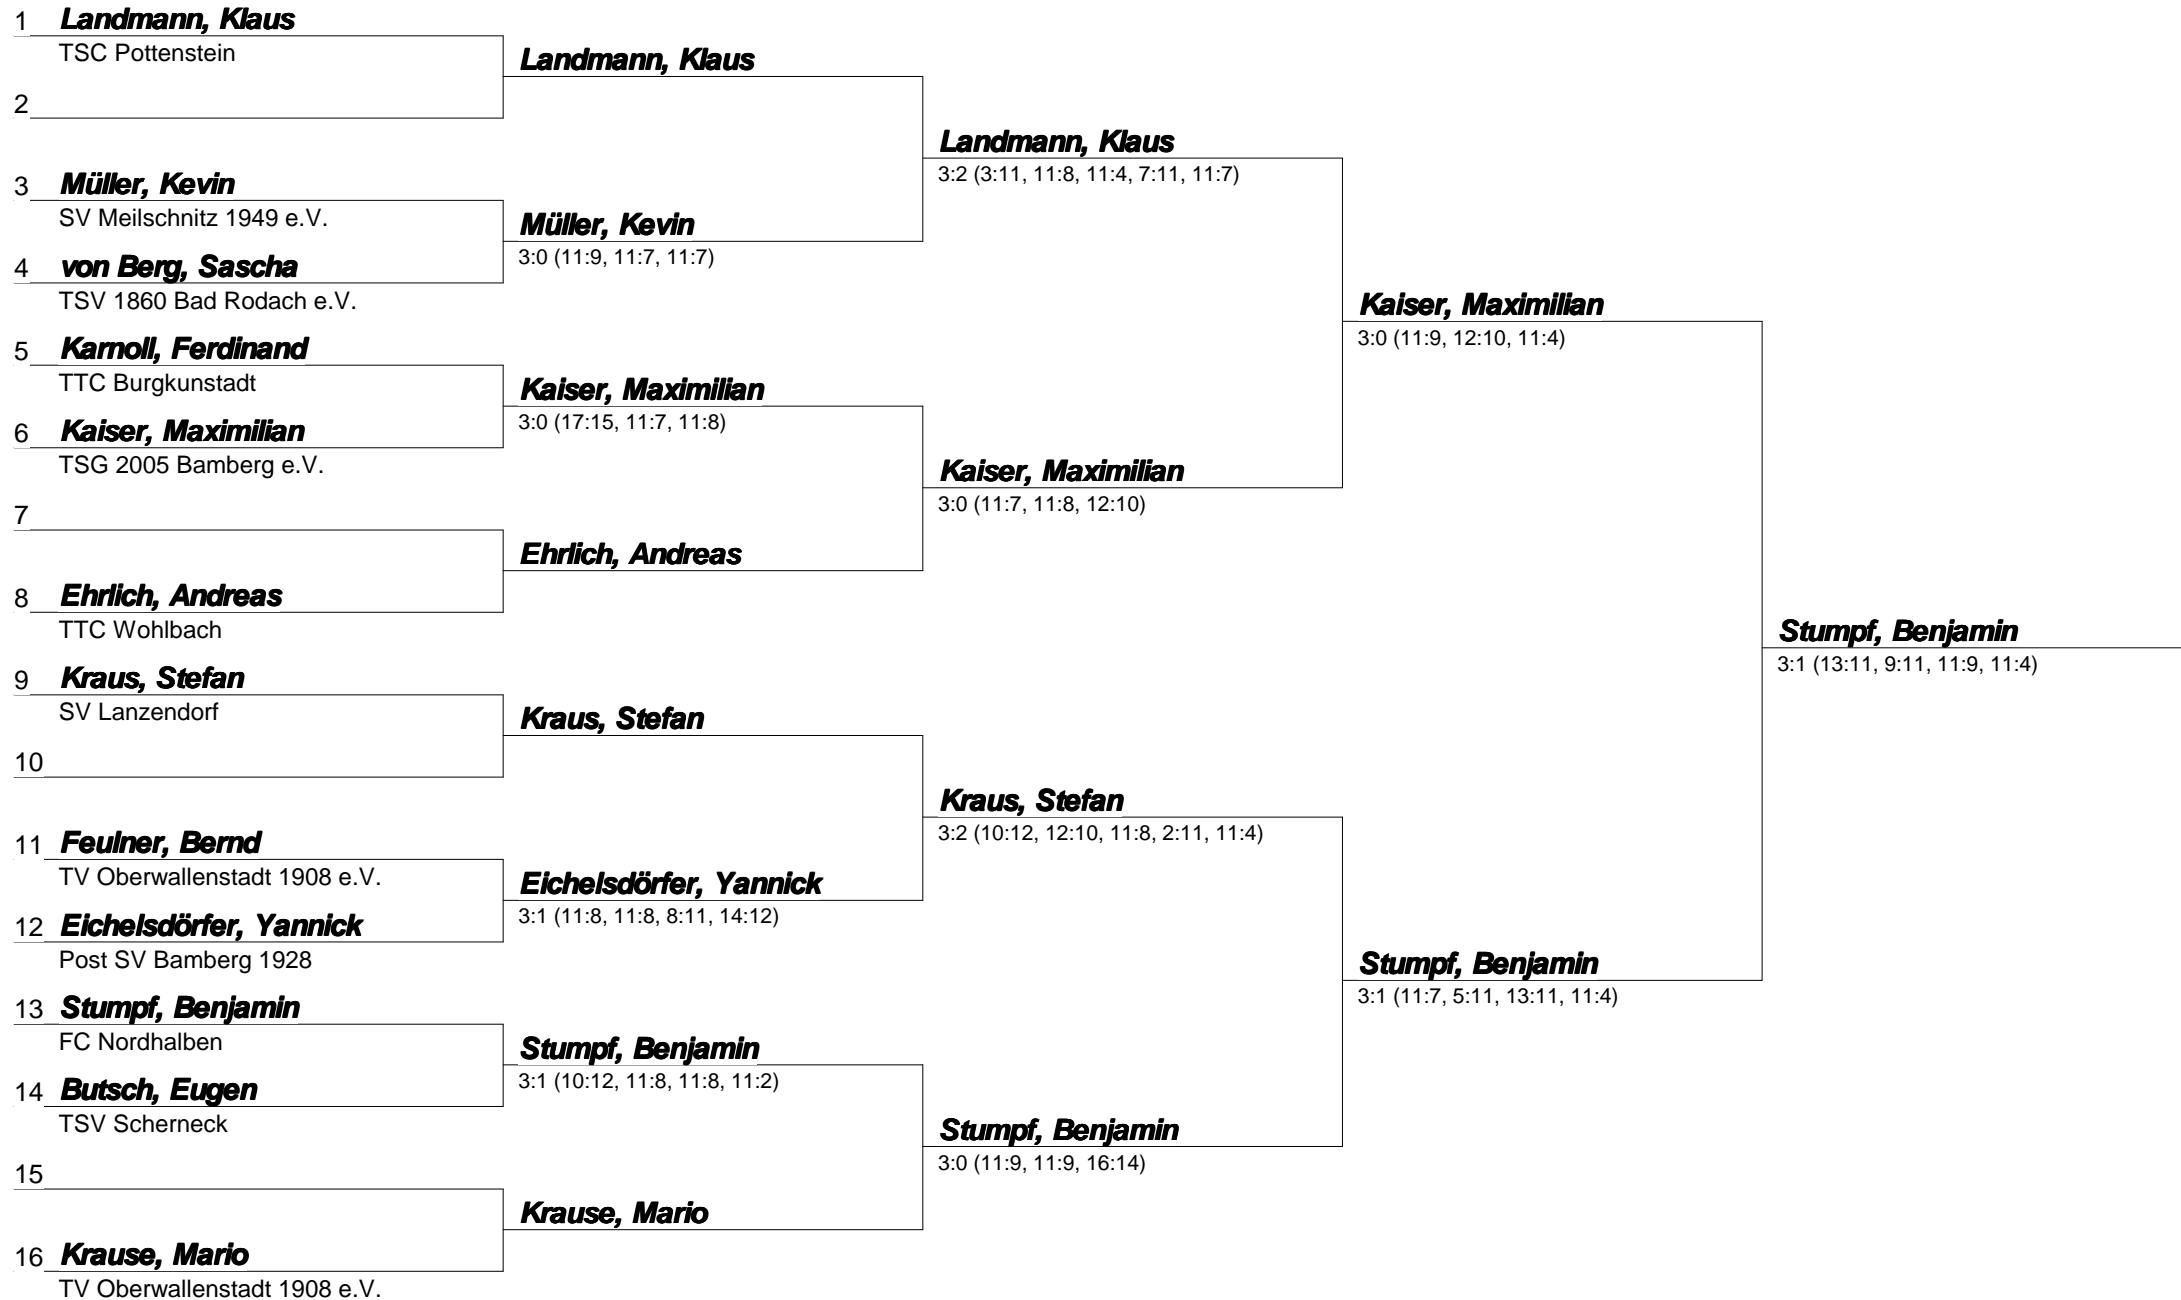 1 Landmann, Klaus
TSC Pottenstein
Landmann, Klaus
2
Landmann, Klaus
3:2 (3:11, 11:8, 11:4, 7:11, 11:7)
3 Müller, Kevin
SV Meilschnitz 1949 e.V.
Müller, Kevin
3:0 (11:9, 11:7, 11:7)
4 von Berg, Sascha
TSV 1860 Bad Rodach e.V.
Kaiser, Maximilian
3:0 (11:9, 12:10, 11:4)
5 Karnoll, Ferdinand
TTC Burgkunstadt
Kaiser, Maximilian
3:0 (17:15, 11:7, 11:8)
6 Kaiser, Maximilian
TSG 2005 Bamberg e.V.
Kaiser, Maximilian
3:0 (11:7, 11:8, 12:10)
7
Ehrlich, Andreas
8 Ehrlich, Andreas
TTC Wohlbach
Stumpf, Benjamin
3:1 (13:11, 9:11, 11:9, 11:4)
9 Kraus, Stefan
SV Lanzendorf
Kraus, Stefan
10
Kraus, Stefan
3:2 (10:12, 12:10, 11:8, 2:11, 11:4)
11 Feulner, Bernd
TV Oberwallenstadt 1908 e.V.
Eichelsdörfer, Yannick
3:1 (11:8, 11:8, 8:11, 14:12)
12 Eichelsdörfer, Yannick
Post SV Bamberg 1928
Stumpf, Benjamin
3:1 (11:7, 5:11, 13:11, 11:4)
13 Stumpf, Benjamin
FC Nordhalben
Stumpf, Benjamin
3:1 (10:12, 11:8, 11:8, 11:2)
14 Butsch, Eugen
TSV Scherneck
Stumpf, Benjamin
3:0 (11:9, 11:9, 16:14)
15
Krause, Mario
16 Krause, Mario
TV Oberwallenstadt 1908 e.V.